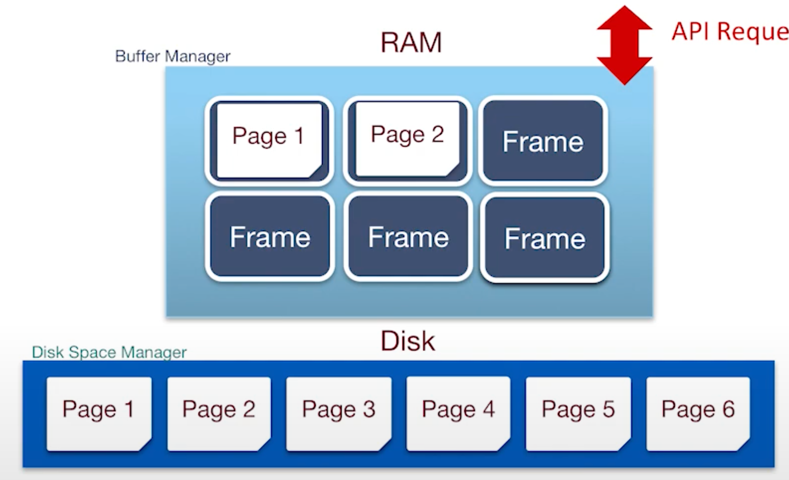 RAM
API Reque
Buffer Manager
Page 1
Page 2
Frame
Frame
Frame
Frame
Disk
Disk Space Manager
Page 1
Page 2
Page 3
Page 4
Page 5
Page 6